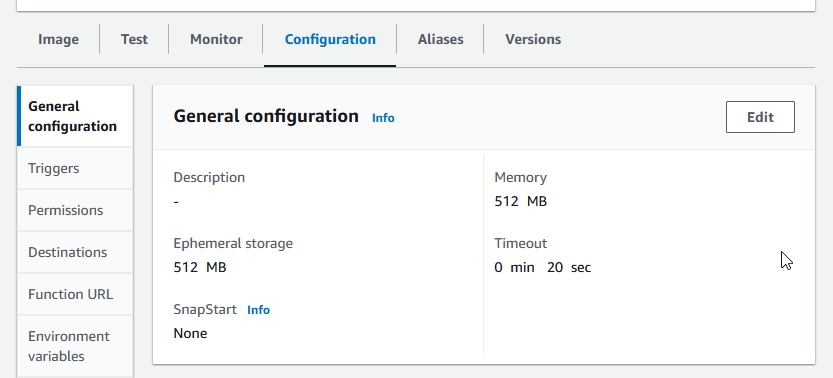 Image
Test
Monitor
Configuration
Aliases
Versions
General
configuration
Triggers
Permissions
Destinations
Function URL
Environment
variables
General configuration Info
Edit
Description
-
Memory
512 MB
Ephemeral storage
512 MB
Timeout
0 min 20 sec
SnapStart Info
None